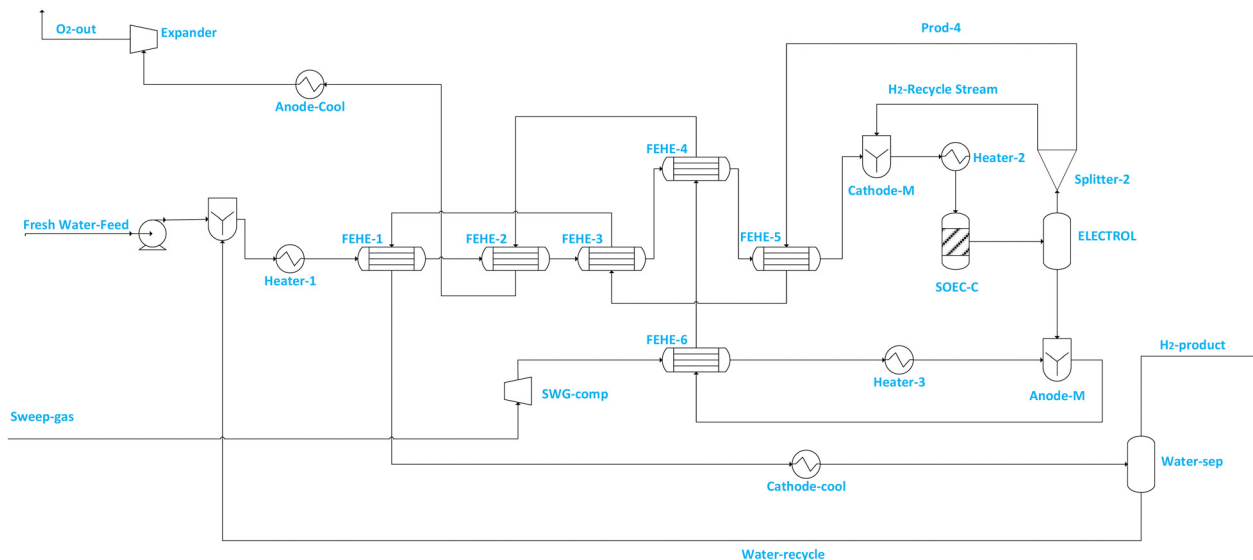 O2-out
Expander
Prod-4
H2-Recycle Stream
Anode-Cool
FEHE-4
Heater-2
Cathode-M
Splitter-2
Fresh Water-Feed
FEHE-1
FEHE-2
FEHE-3
FEHE-5
ELECTROL
Heater-1
SOEC-C
FEHE-6
H2-product
Heater-3
SWG-comp
Anode-M
Sweep-gas
Water-sep
Cathode-cool
Water-recycle